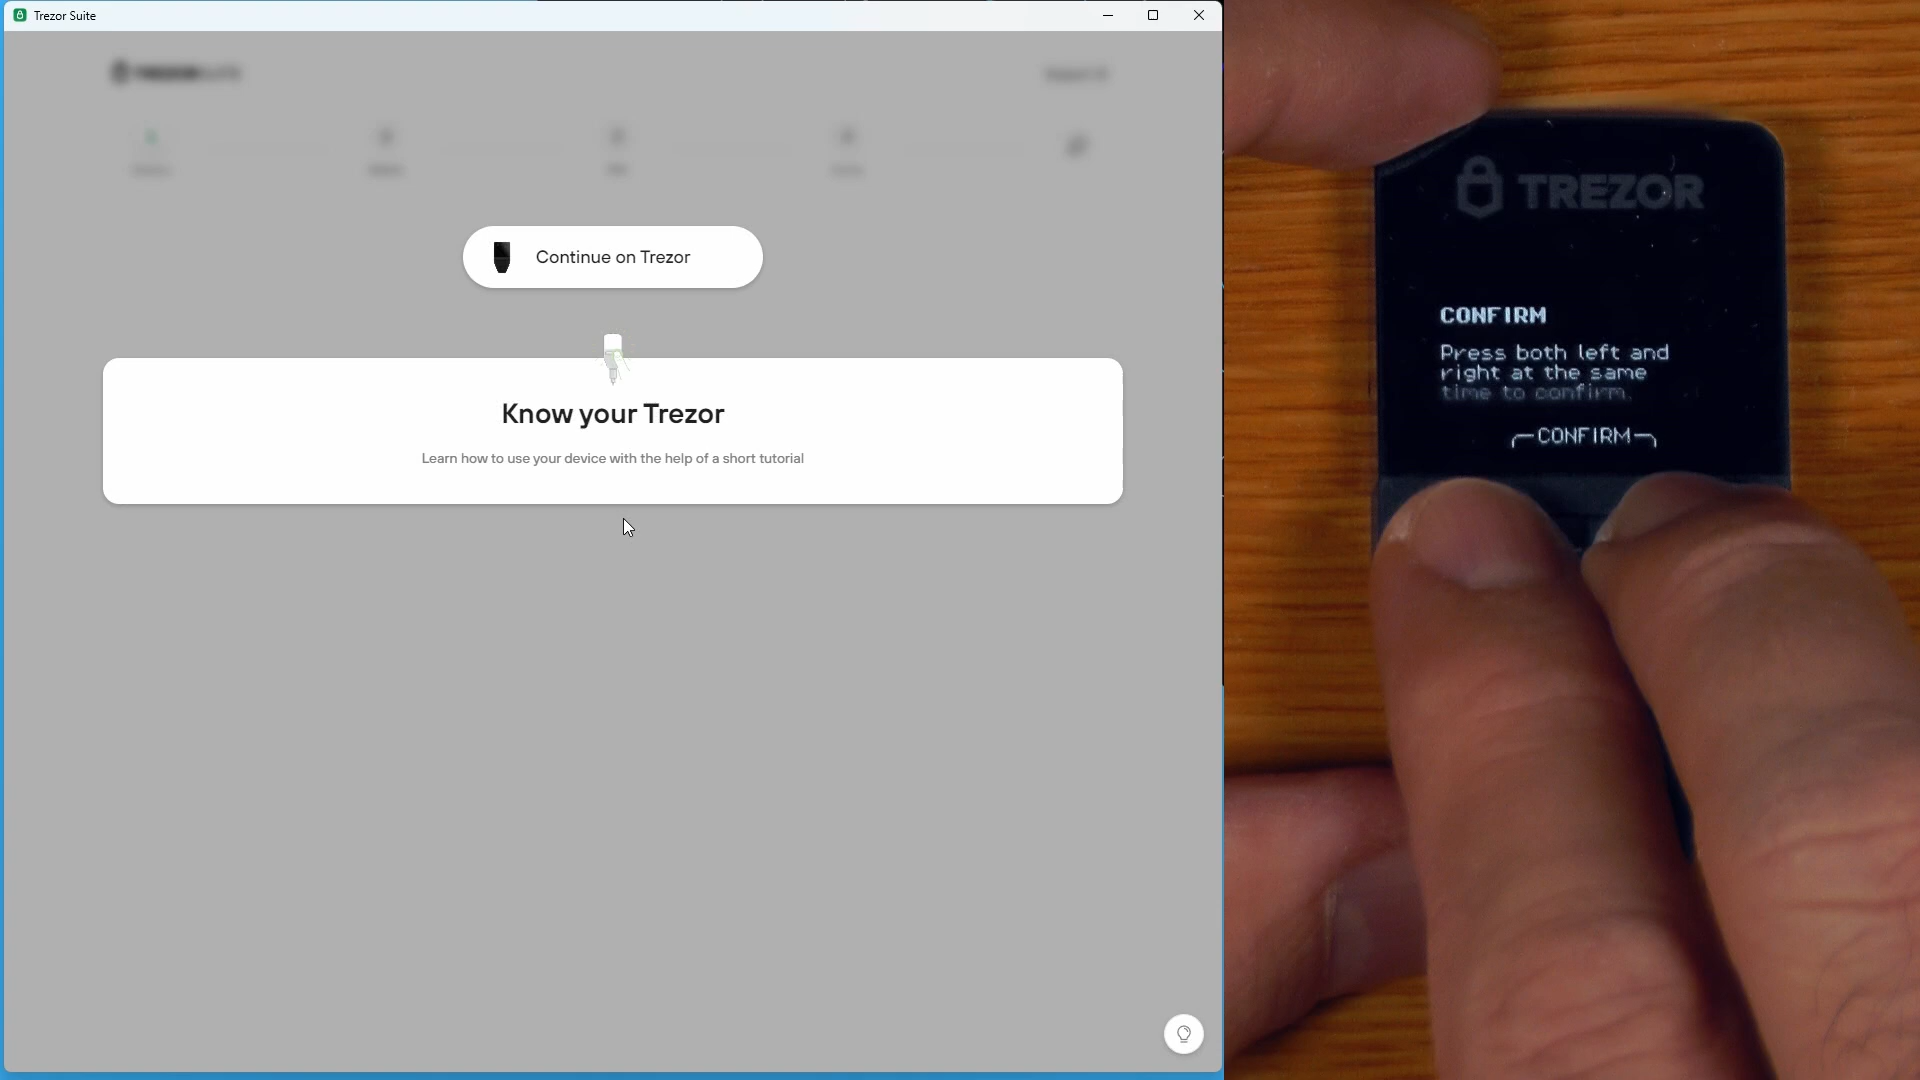 Trezor Suite
Continue on Trezor
Know your Trezor
Learn how to use your device with the help of a short tutorial
TREZOR
CONFIRM
Press both left and
right at the same
time to confirm.
CONFIRM